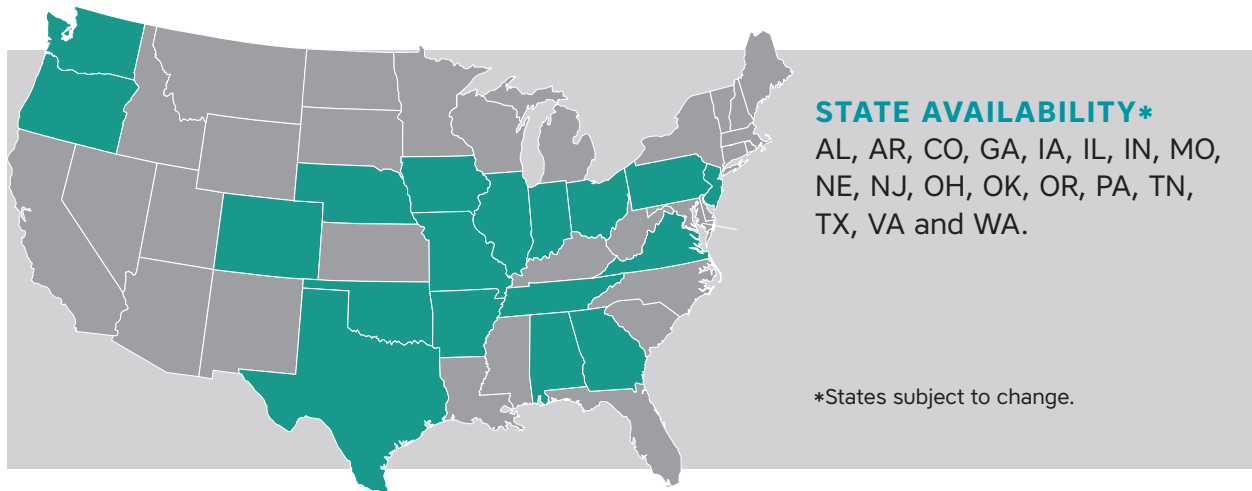 STATE AVAILABILITY*
AL, AR, CO, GA, IA, IL, IN, MO,
NE, NJ, OH, OK, OR, PA, TN,
TX, VA and WA.
*States subject to change.